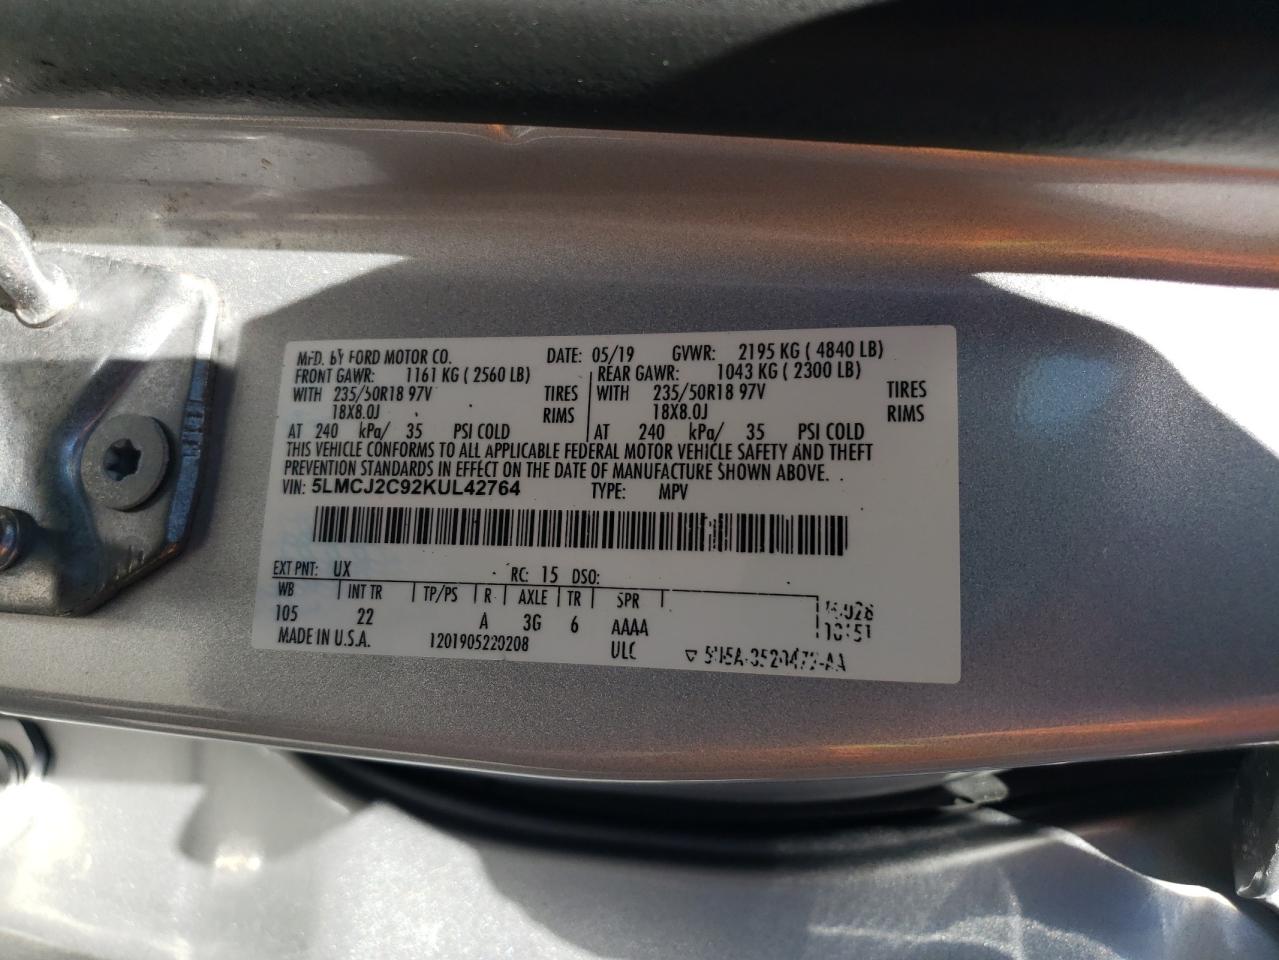 MFD. BY FORD MOTOR CO. DATE: 05/19 GVWR: 2195 KG ( 4840 LB)
FRONT GAWR: 1161 KG ( 2560 LB) REAR GAWR: 1043 KG ( 2300 LB)
WITH 235/50R18 97V TIRES WITH 235/50R18 97V TIRES
18X8.0J RIMS 18X8.0J RIMS
AT 240 kPa/ 35 PSI COLD AT 240 kPa/ 35 PSI COLD
THIS VEHICLE CONFORMS TO ALL APPLICABLE FEDERAL MOTOR VEHICLE SAFETY AND THEFT
PREVENTION STANDARDS IN EFFECT ON THE DATE OF MANUFACTURE SHOWN ABOVE.
VIN: 5LMCJ2C92KUL42764 TYPE: MPV
EXT PNT: UX RC: 15 DSO:
WB INT TR TP/PS R AXLE TR SPR
105 22 A 3G 6 AAAA
MADE IN U.S.A. 1201905220208 ULC